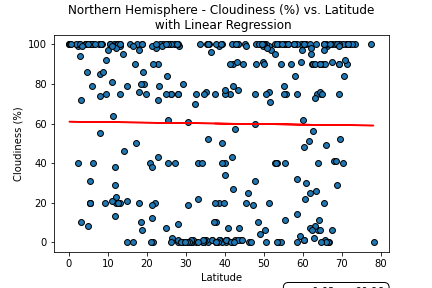 Northern Hemisphere - Cloudiness (%) vs. Latitude
with Linear Regression
100
80
60
40
20
0
Cloudiness (%)
0 10 20 30 40 50 60 70 80
Latitude